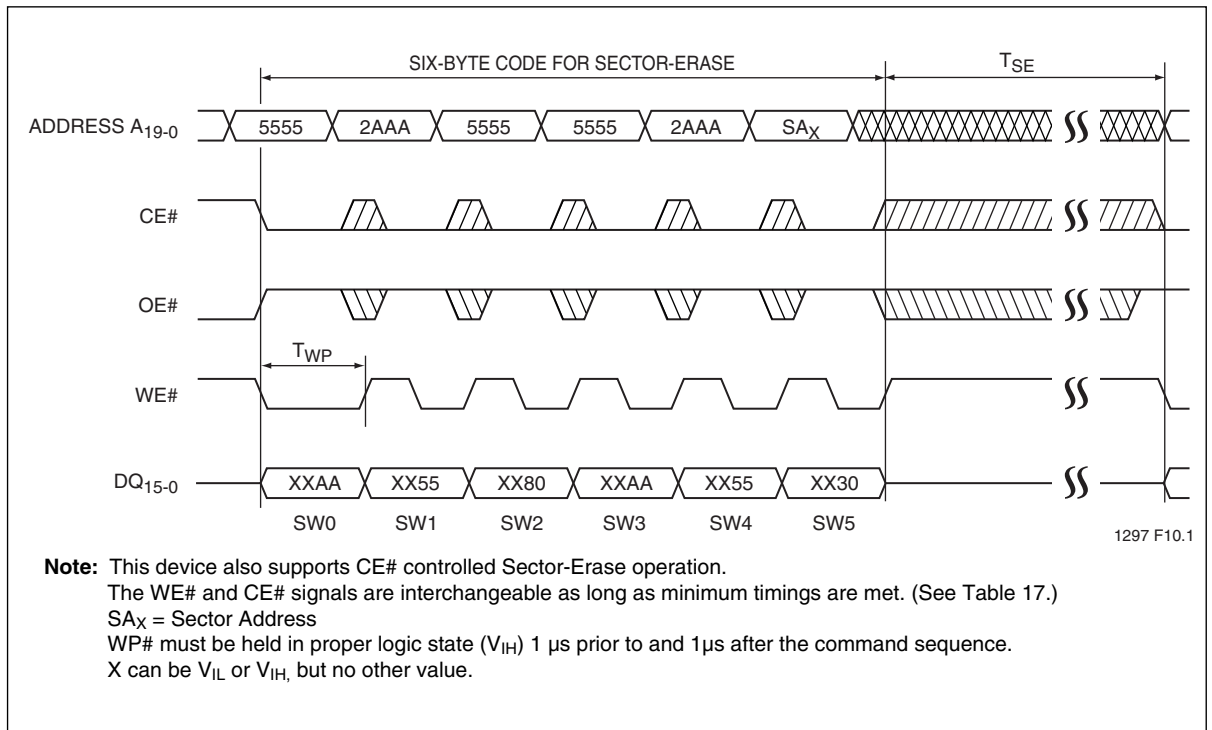 SIX-BYTE CODE FOR SECTOR-ERASE
TSE
ADDRESS A19-0
5555 2AAA 5555 5555 2AAA SAX
CE#
OE#
TWP
WE#
DQ15-0
XXAA XX55 XX80 XXAA XX55 XX30
SW0 SW1 SW2 SW3 SW4 SW5
1297 F10.1
Note: This device also supports CE# controlled Sector-Erase operation.
The WE# and CE# signals are interchangeable as long as minimum timings are met. (See Table 17.)
SAX = Sector Address
WP# must be held in proper logic state (VIH) 1 µs prior to and 1µs after the command sequence.
X can be VIL or VIH, but no other value.